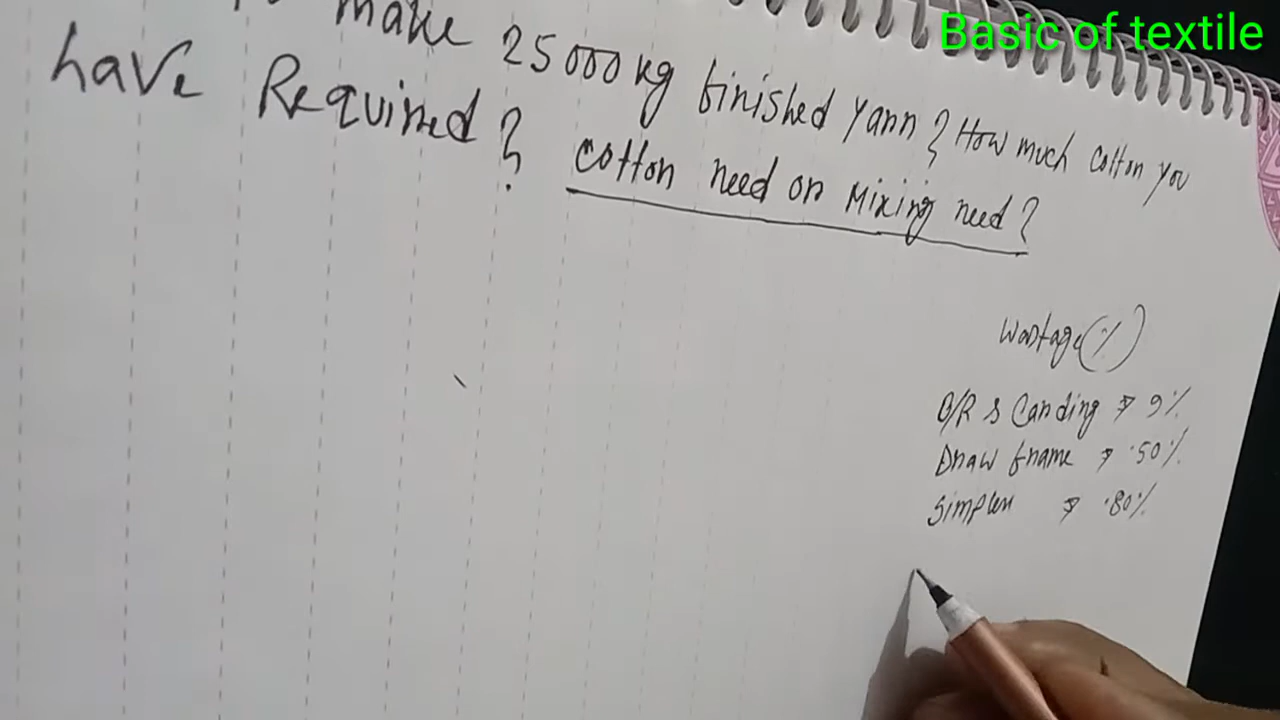 Basic of textile
make 25000 kg finished Yarn? How much Cotton You
have Required?
Cotton need or Mixing need?
Wastage (%)
B/R & Carding → 9%
Draw frame → .50%
Simplex → .80%